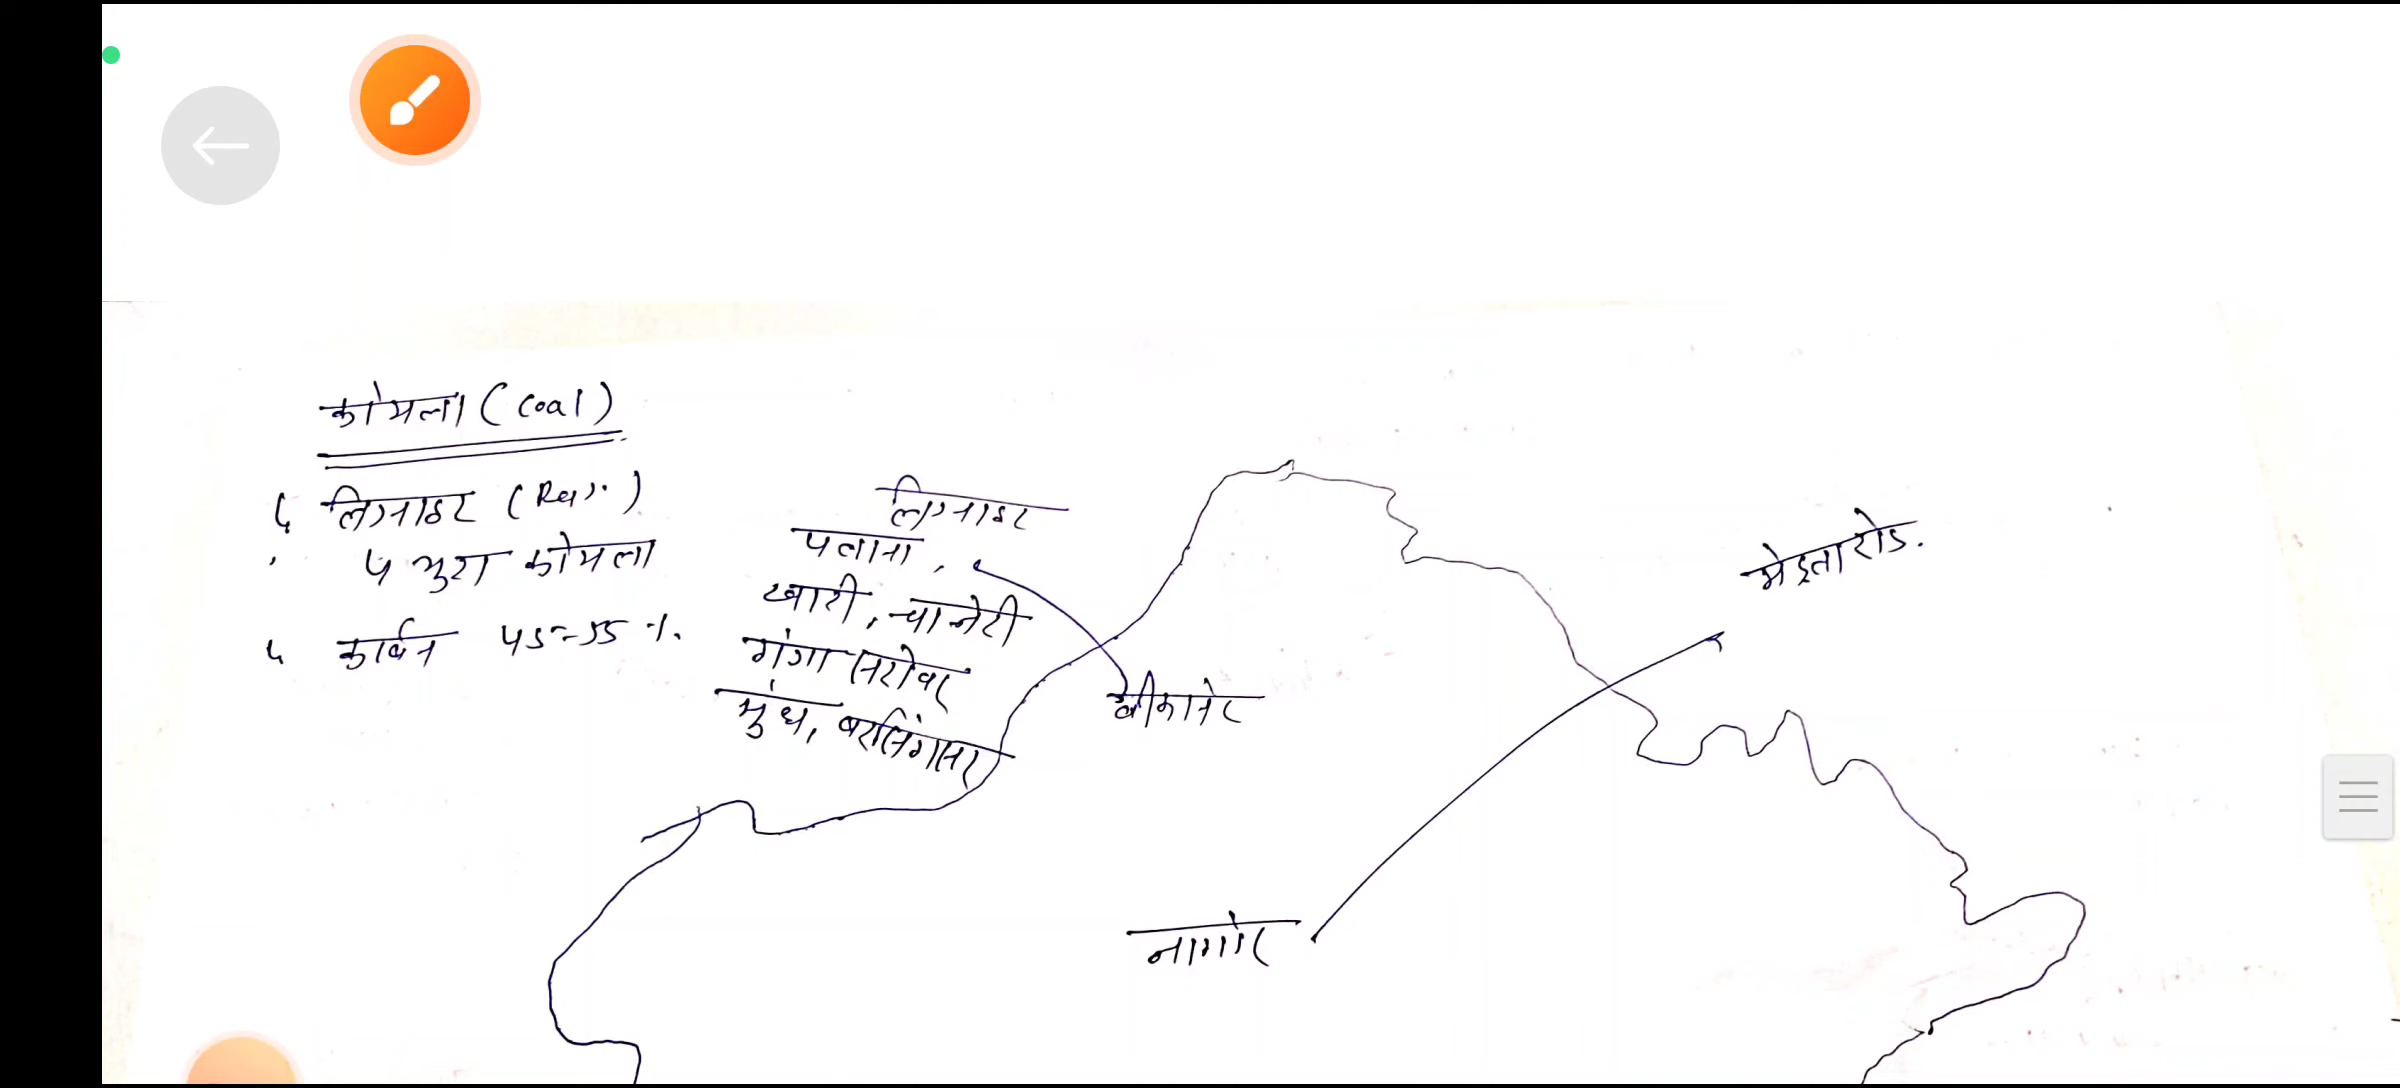 कोयला (Coal)
लिग्नाइट (Raj.)
भुरा कोयला
कार्बन 45-55 %.
लिग्नाइट
पलाना,
खारी, चानेरी
गंगा सरोवर
मुंध, बरसिंगसर
बीकानेर
मेड़ता रोड.
नागौर